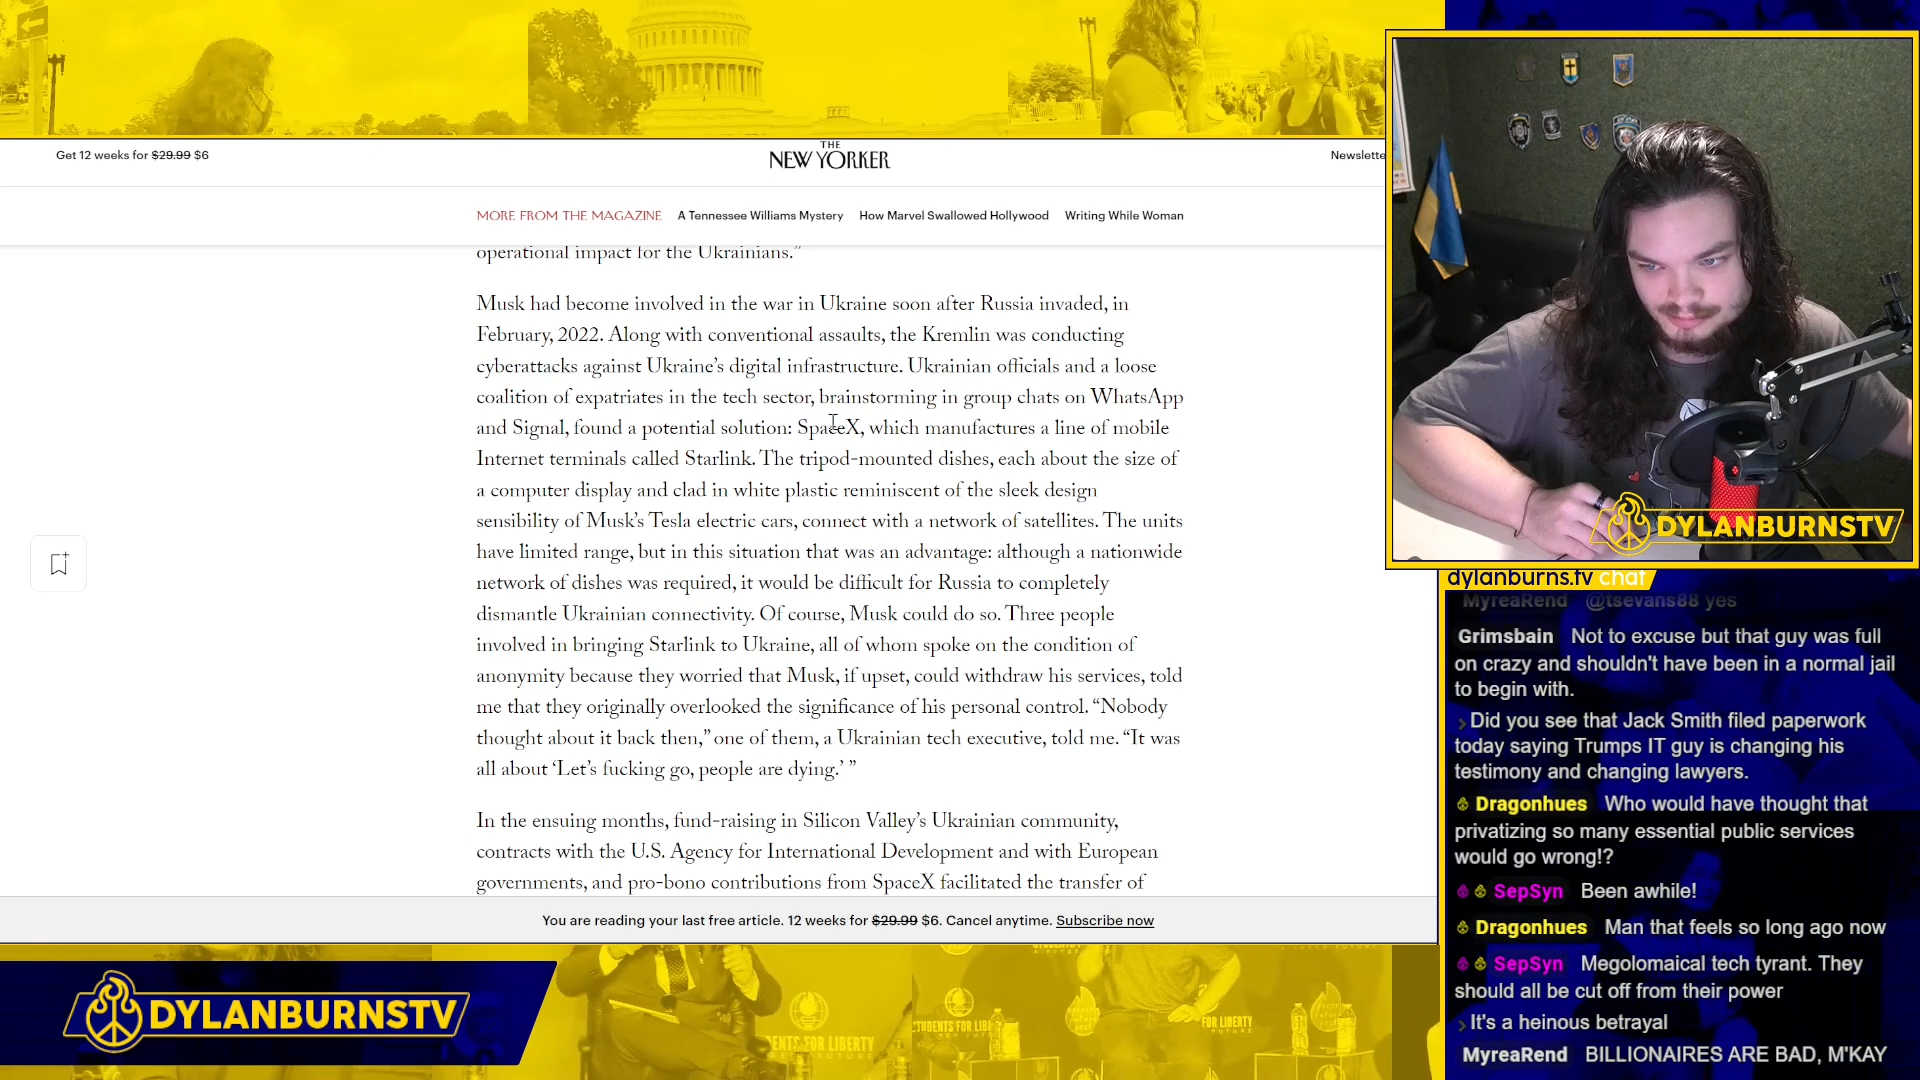 Get 12 weeks for $29.99 $6
THE
NEW YORKER
Newslette
MORE FROM THE MAGAZINE A Tennessee Williams Mystery How Marvel Swallowed Hollywood Writing While Woman
operational impact for the Ukrainians.”
Musk had become involved in the war in Ukraine soon after Russia invaded, in
February, 2022. Along with conventional assaults, the Kremlin was conducting
cyberattacks against Ukraine’s digital infrastructure. Ukrainian officials and a loose
coalition of expatriates in the tech sector, brainstorming in group chats on WhatsApp
and Signal, found a potential solution: SpaceX, which manufactures a line of mobile
Internet terminals called Starlink. The tripod-mounted dishes, each about the size of
a computer display and clad in white plastic reminiscent of the sleek design
sensibility of Musk’s Tesla electric cars, connect with a network of satellites. The units
have limited range, but in this situation that was an advantage: although a nationwide
network of dishes was required, it would be difficult for Russia to completely
dismantle Ukrainian connectivity. Of course, Musk could do so. Three people
involved in bringing Starlink to Ukraine, all of whom spoke on the condition of
anonymity because they worried that Musk, if upset, could withdraw his services, told
me that they originally overlooked the significance of his personal control. “Nobody
thought about it back then,” one of them, a Ukrainian tech executive, told me. “It was
all about ‘Let’s fucking go, people are dying.’ ”
In the ensuing months, fund-raising in Silicon Valley’s Ukrainian community,
contracts with the U.S. Agency for International Development and with European
governments, and pro-bono contributions from SpaceX facilitated the transfer of
You are reading your last free article. 12 weeks for $29.99 $6. Cancel anytime. Subscribe now
DYLANBURNSTV
dylanburns.tv chat
MyreaRend @tsevans88 yes
Grimsbain Not to excuse but that guy was full
on crazy and shouldn't have been in a normal jail
to begin with.
Did you see that Jack Smith filed paperwork
today saying Trumps IT guy is changing his
testimony and changing lawyers.
Dragonhues Who would have thought that
privatizing so many essential public services
would go wrong!?
SepSyn Been awhile!
Dragonhues Man that feels so long ago now
SepSyn Megolomaical tech tyrant. They
should all be cut off from their power
It's a heinous betrayal
MyreaRend BILLIONAIRES ARE BAD, M'KAY
DYLANBURNSTV
FOR LIBERTY